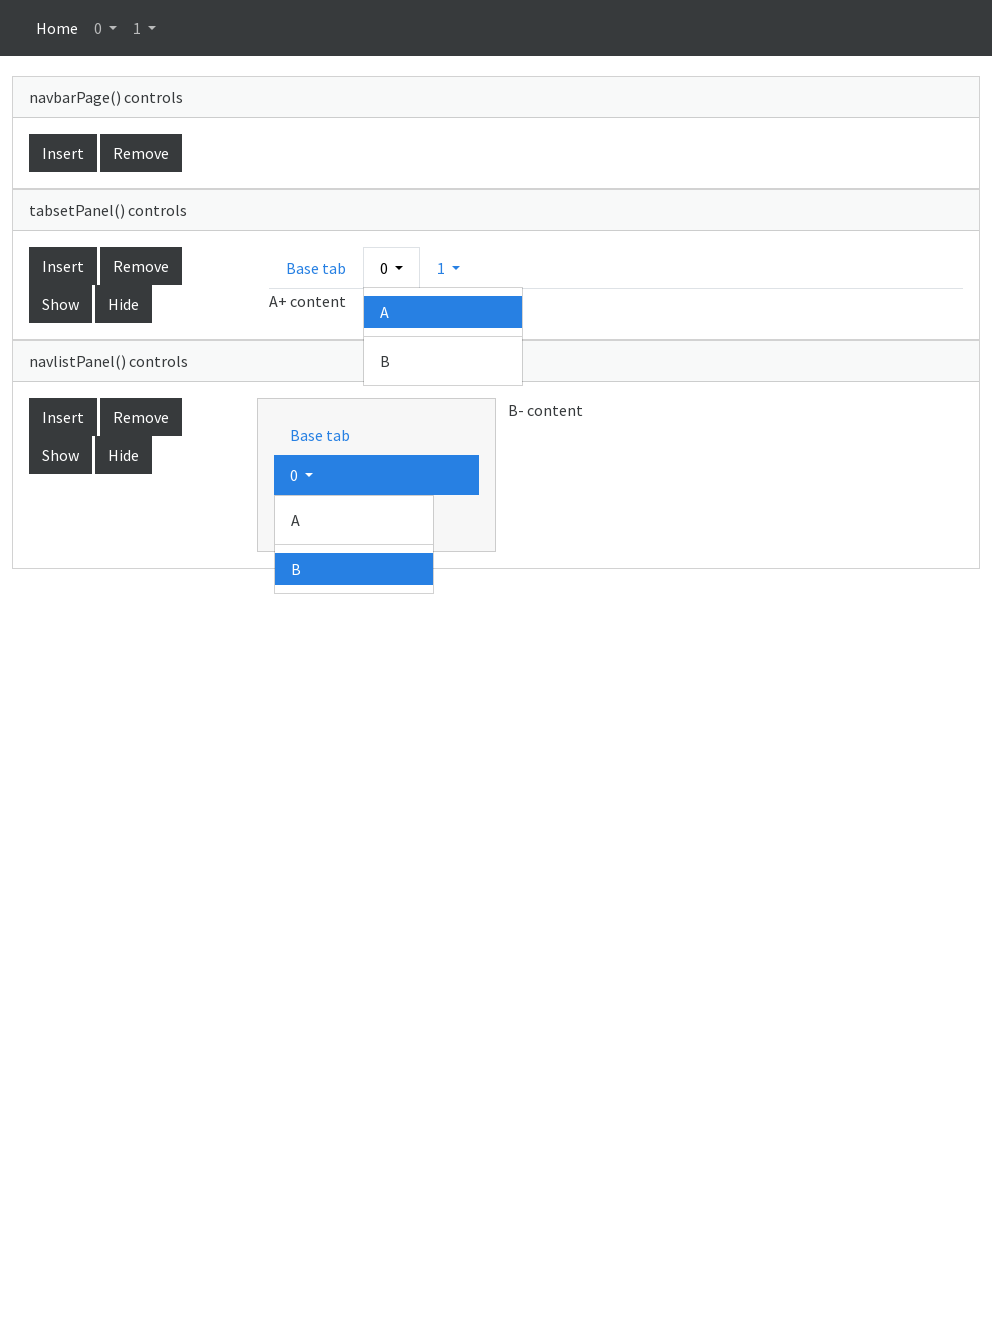 Home 0 1
navbarPage() controls
Insert Remove
tabsetPanel() controls
Insert Remove
Show Hide
Base tab 0 1
A+ content
A
B
navlistPanel() controls
Insert Remove
Show Hide
Base tab
0
A
B
B- content